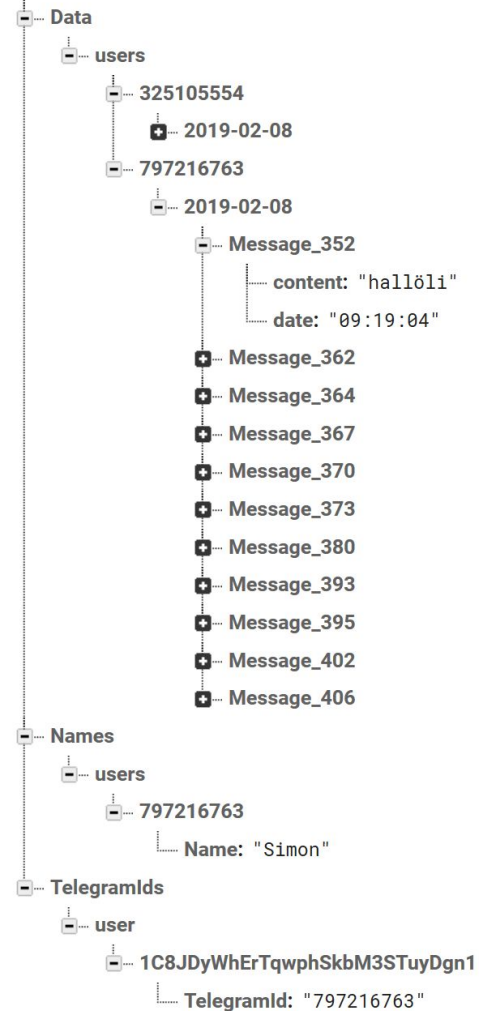 Data
users
325105554
2019-02-08
797216763
2019-02-08
Message_352
content: "hallöli"
date: "09:19:04"
Message_362
Message_364
Message_367
Message_370
Message_373
Message_380
Message_393
Message_395
Message_402
Message_406
Names
users
797216763
Name: "Simon"
TelegramIds
user
1C8JDyWhErTqwphSkbM3STuyDgn1
TelegramId: "797216763"